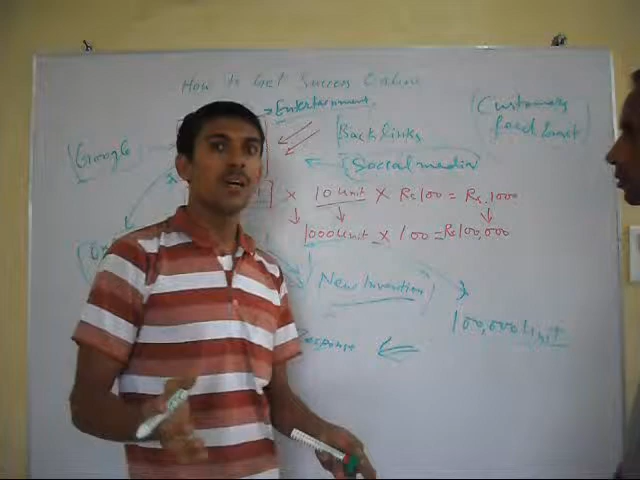 How to Get Success Online
→ Entertainment
Customers
feed back
Google
Back links
Social media
] x 10 Unit x Rs 100 = Rs. 1000
1000 Unit x 100 = Rs 100,000
New Invention
100,000 Unit
Response